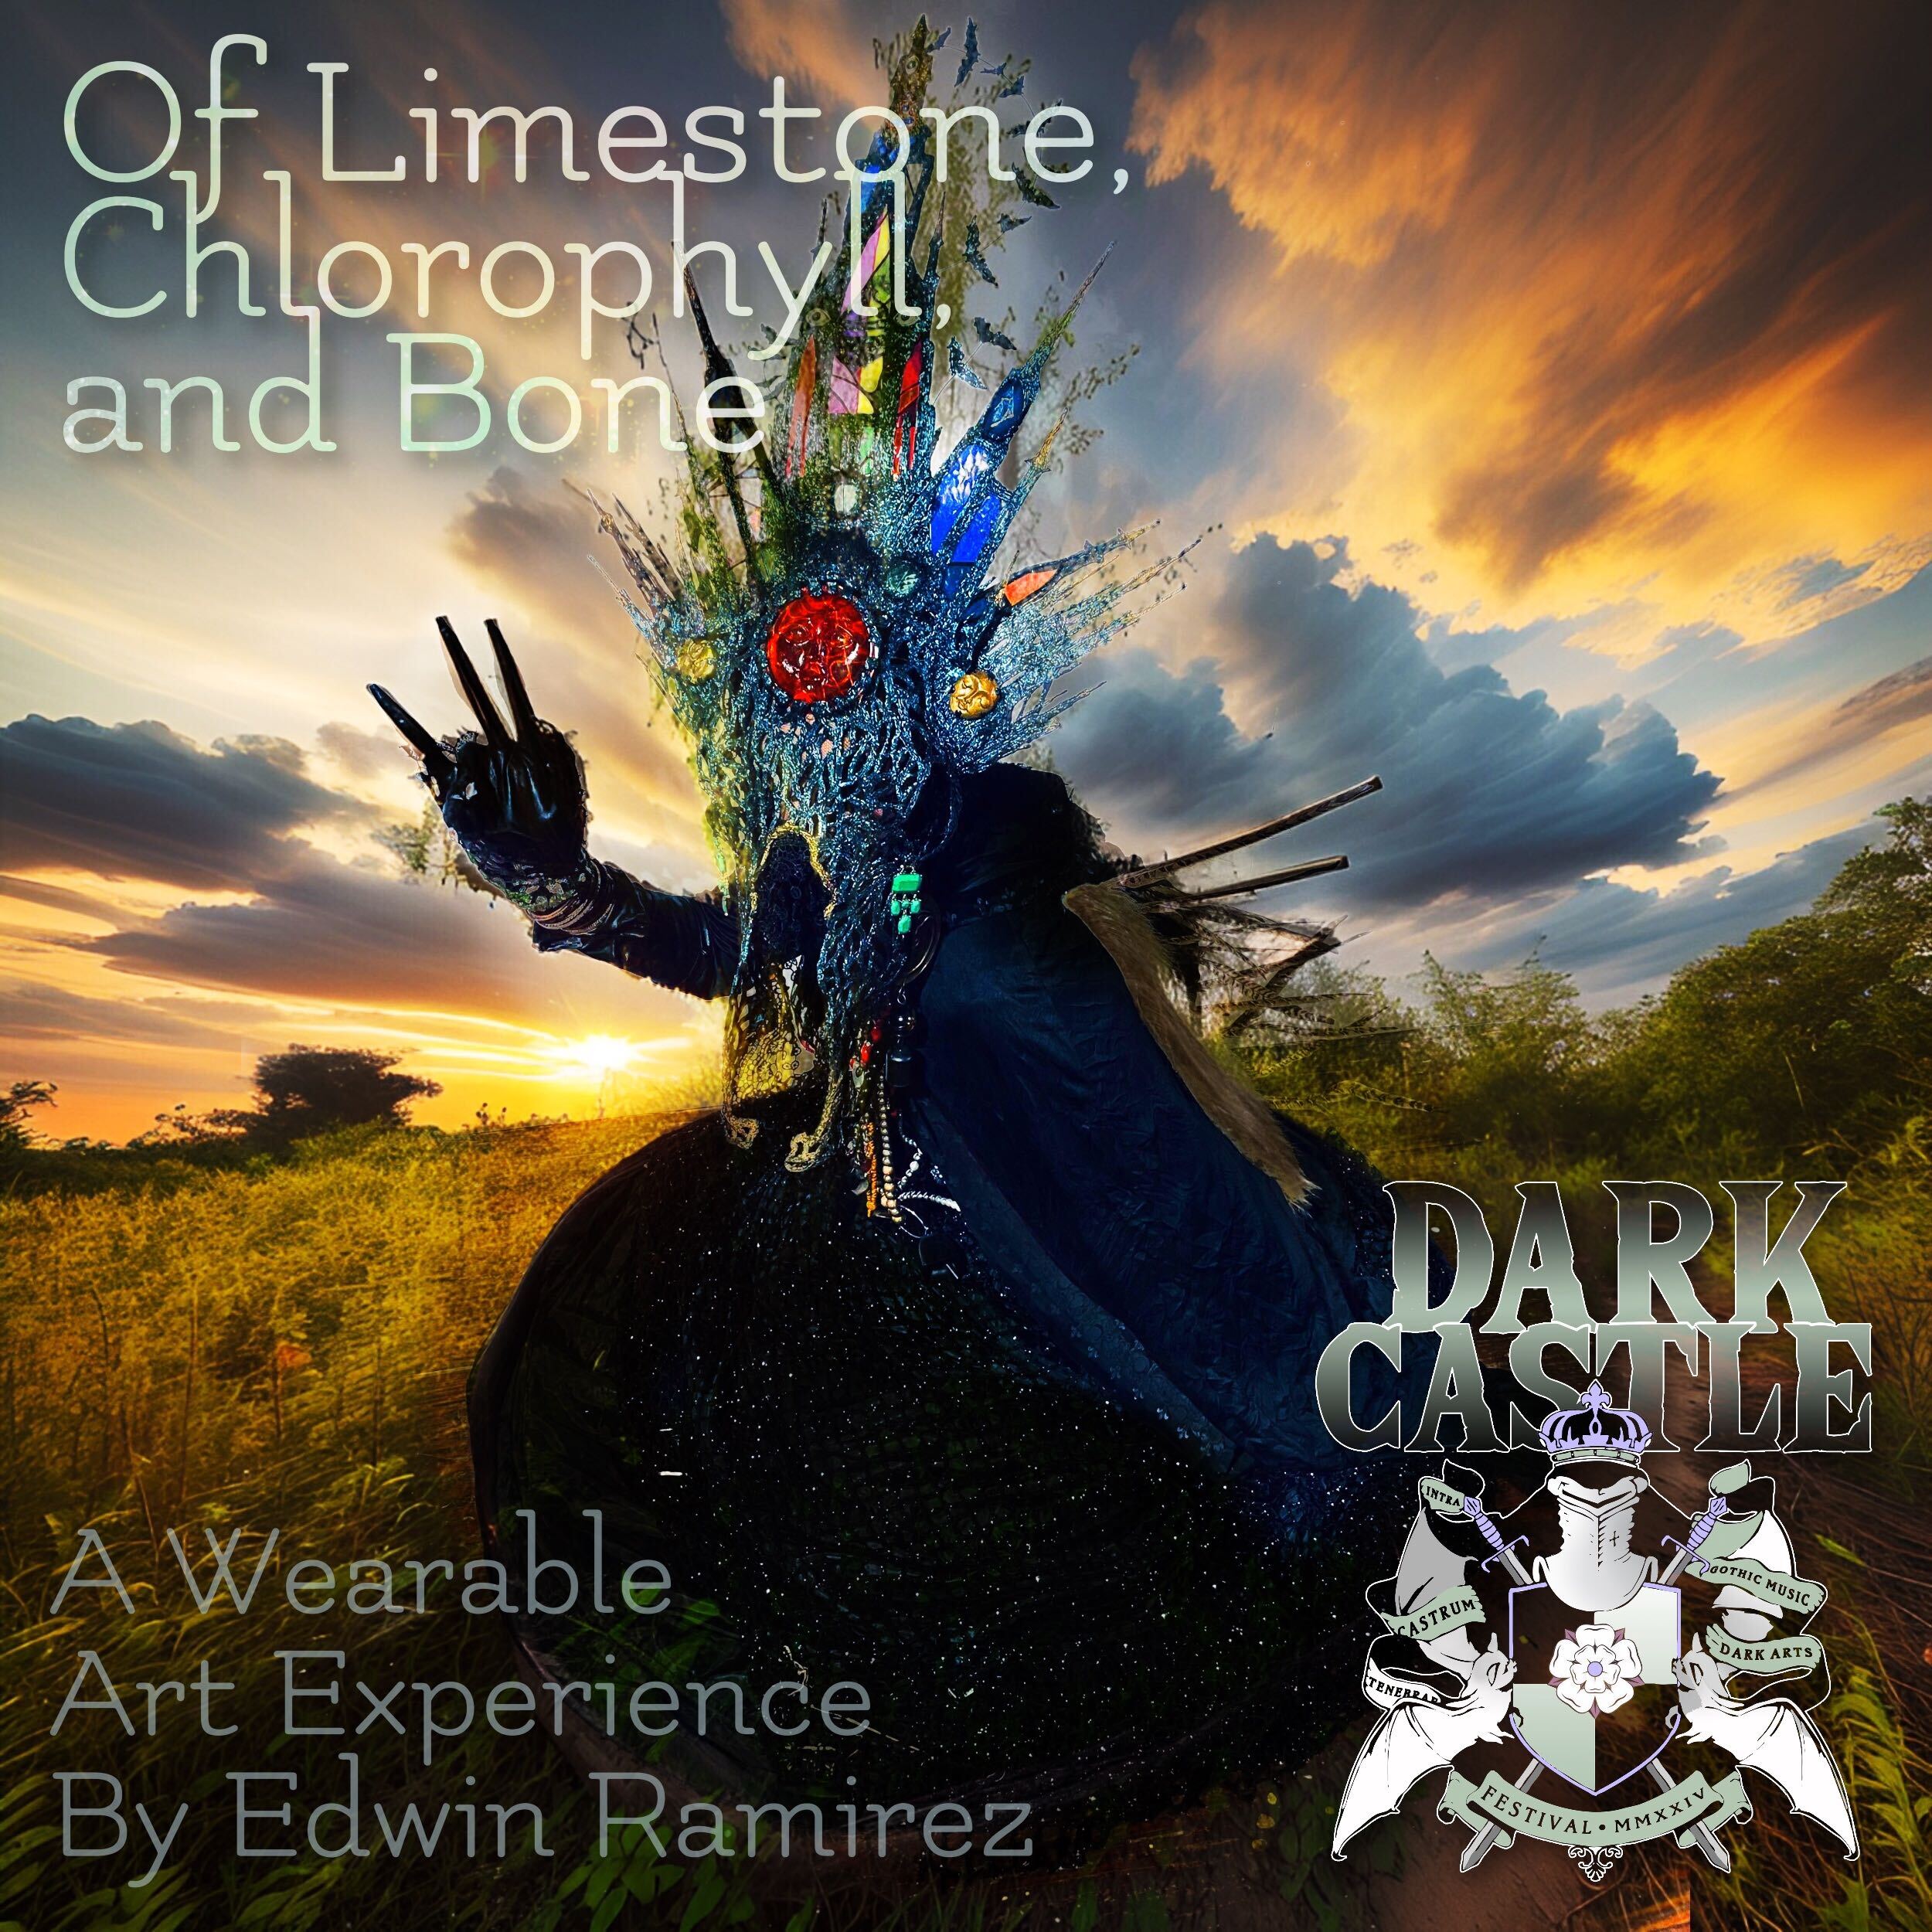 Of Limestone,
Chlorophyll,
and Bone
A Wearable
Art Experience
By Edwin Ramirez
DARK
CASTLE
INTRA
CASTRUM
TENEBRAR
GOTHIC MUSIC
DARK ARTS
FESTIVAL • MMXXIV